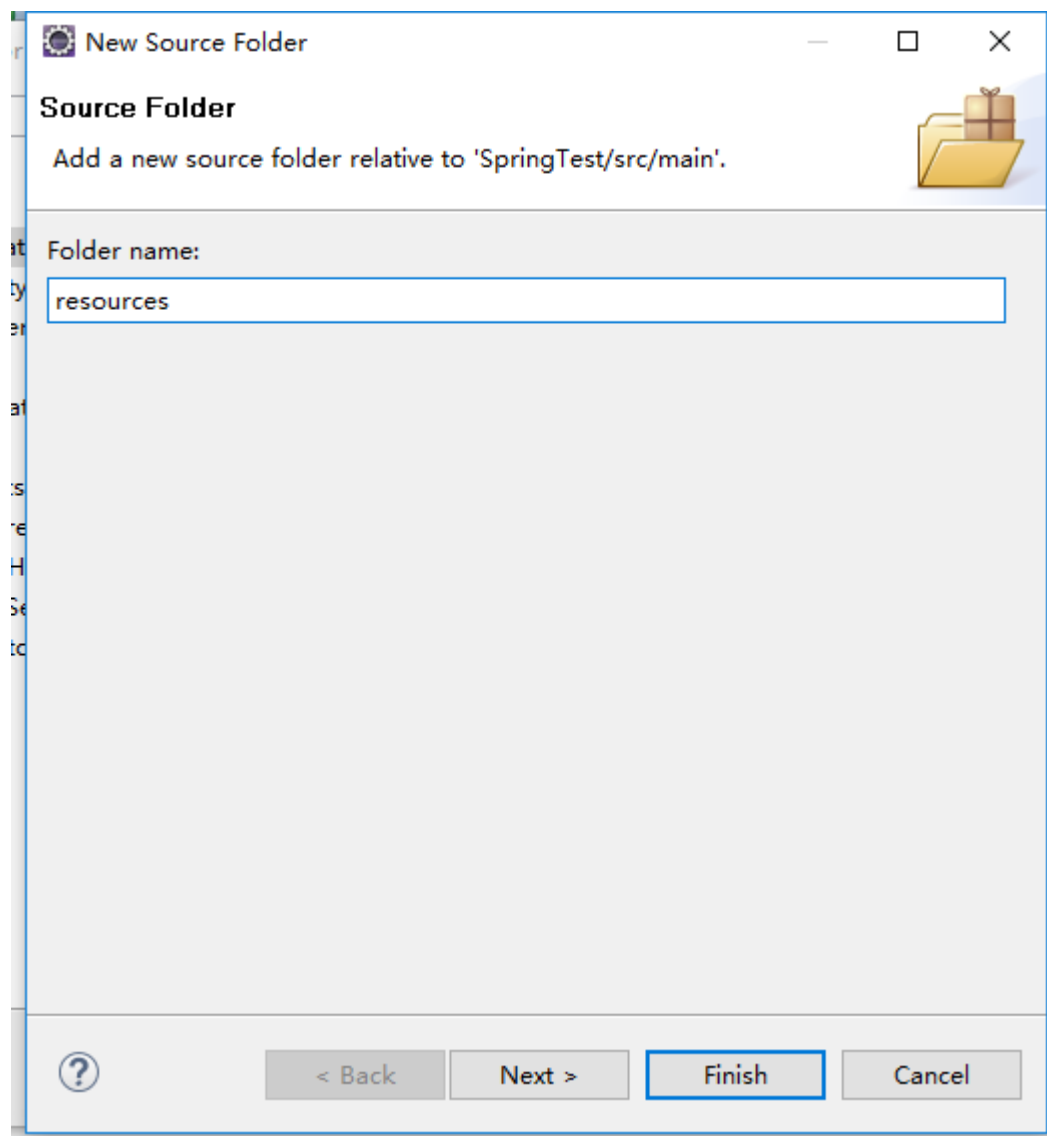 New Source Folder
Source Folder
Add a new source folder relative to 'SpringTest/src/main'.
Folder name:
resources
< Back
Next >
Finish
Cancel